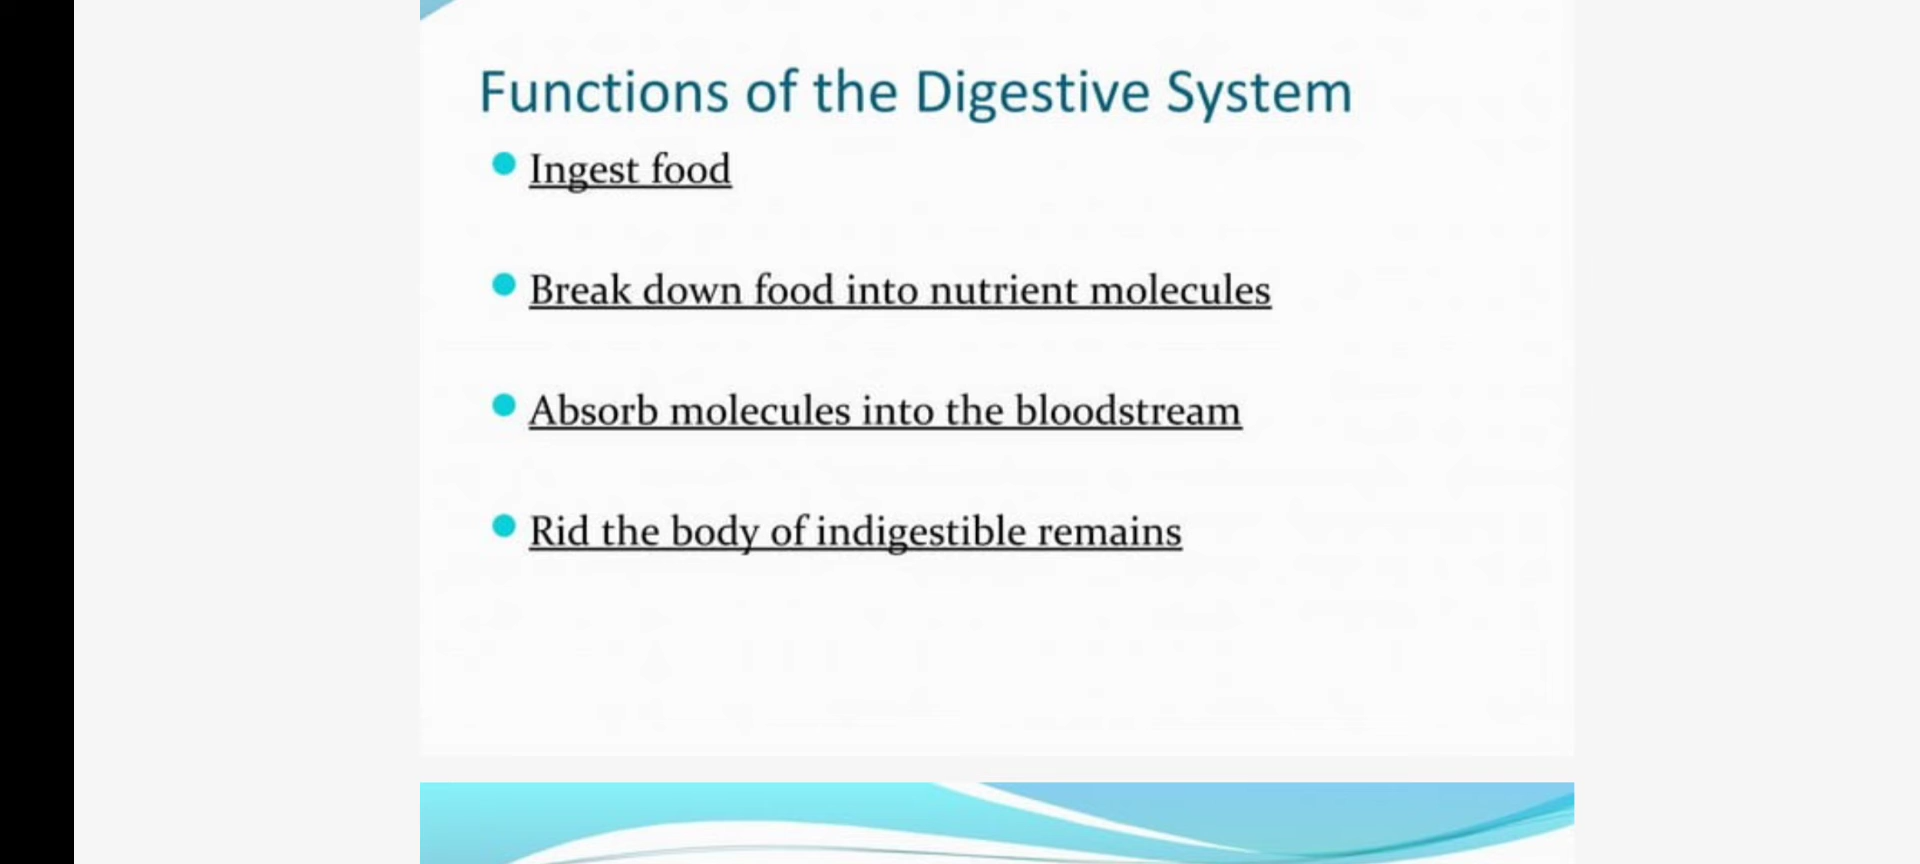 Functions of the Digestive System
Ingest food
Break down food into nutrient molecules
Absorb molecules into the bloodstream
Rid the body of indigestible remains